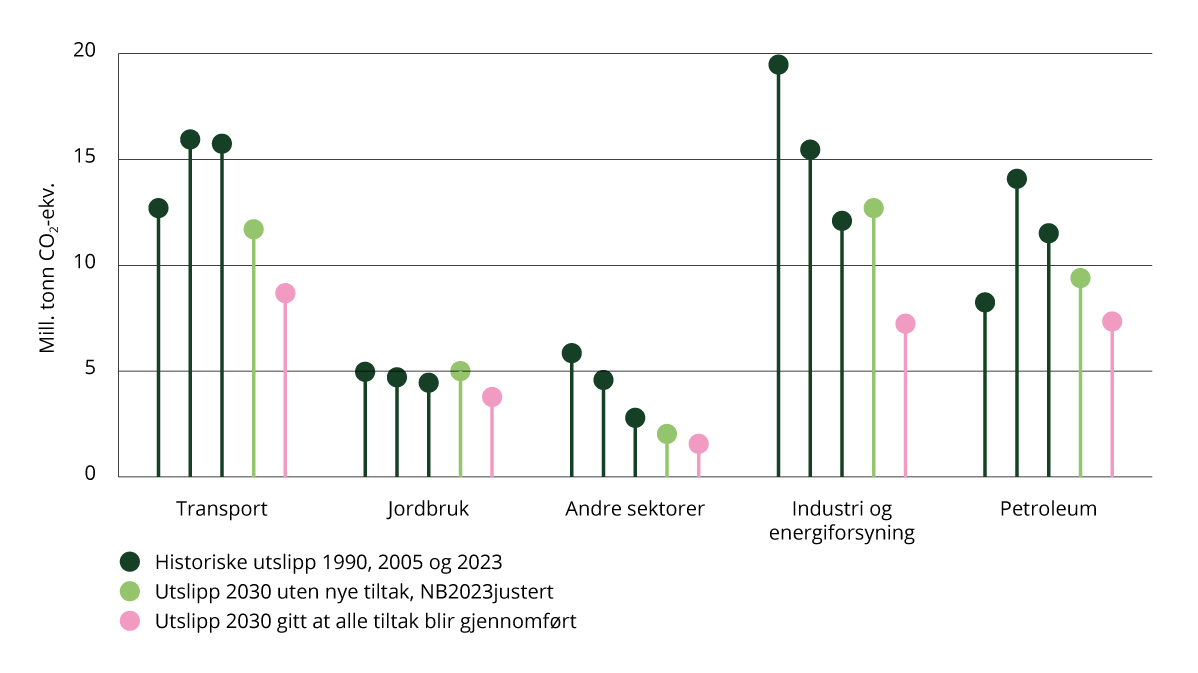 20
15
10
5
0
Mill. tonn CO₂-ekv.
Transport
Jordbruk
Andre sektorer
Industri og
energiforsyning
Petroleum
Historiske utslipp 1990, 2005 og 2023
Utslipp 2030 uten nye tiltak, NB2023justert
Utslipp 2030 gitt at alle tiltak blir gjennomført